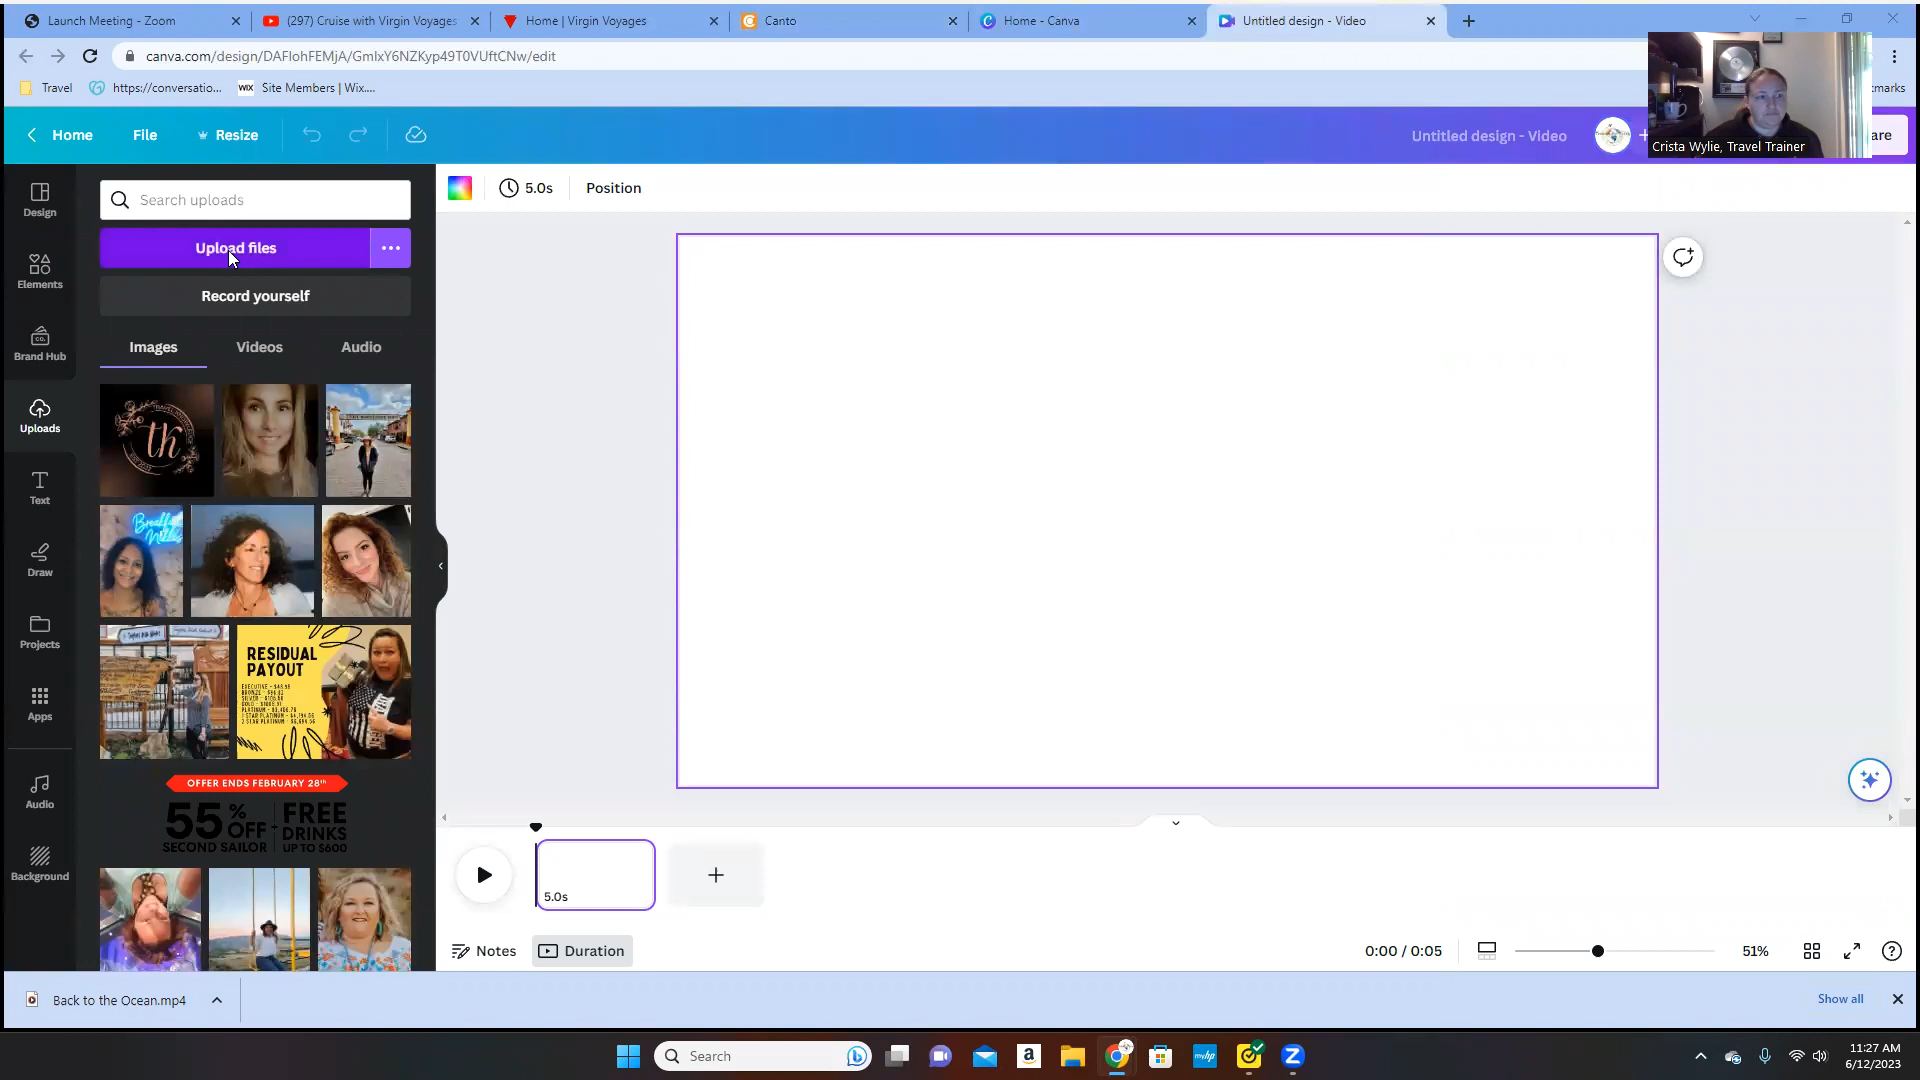 Launch Meeting - Zoom
(297) Cruise with Virgin Voyages
Home | Virgin Voyages
Canto
Home - Canva
Untitled design - Video
canva.com/design/DAFlohFEMjA/GmlxY6NZKyp49T0VUftCNw/edit
Travel
https://conversatio...
WIX Site Members | Wix....
Home
File
Resize
Untitled design - Video
Crista Wylie, Travel Trainer
Design
Elements
Brand Hub
Uploads
Text
Draw
Projects
Apps
Audio
Background
Search uploads
Upload files
Record yourself
Images
Videos
Audio
th
RESIDUAL
PAYOUT
OFFER ENDS FEBRUARY 28th
55% OFF + FREE DRINKS
SECOND SAILOR UP TO $600
5.0s
Position
5.0s
Notes
Duration
0:00 / 0:05
51%
Back to the Ocean.mp4
Show all
Search
11:27 AM
6/12/2023